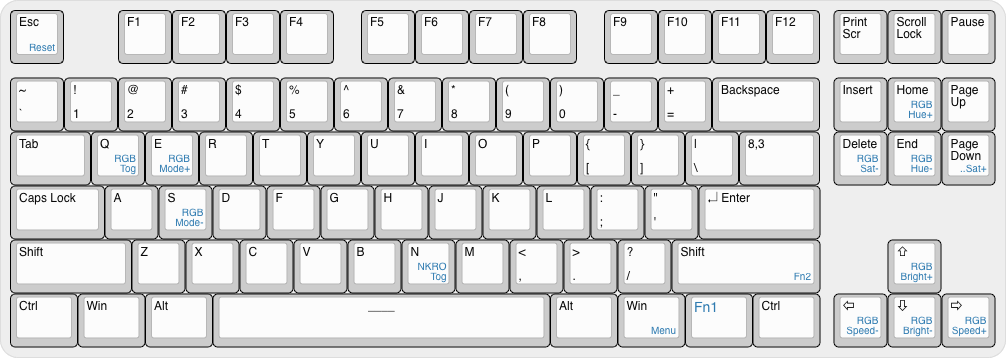 Esc
Reset
F1
F2
F3
F4
F5
F6
F7
F8
F9
F10
F11
F12
Print
Scr
Scroll
Lock
Pause
~
`
!
1
@
2
#
3
$
4
%
5
^
6
&
7
*
8
(
9
)
0
_
-
+
=
Backspace
Insert
Home
RGB
Hue+
Page
Up
Tab
Q
RGB
Tog
E
RGB
Mode+
R
T
Y
U
I
O
P
{
[
}
]
|
\
8,3
Delete
RGB
Sat-
End
RGB
Hue-
Page
Down
..Sat+
Caps Lock
A
S
RGB
Mode-
D
F
G
H
J
K
L
:
;
"
'
Enter
Shift
Z
X
C
V
B
N
NKRO
Tog
M
<
,
>
.
?
/
Shift
Fn2
⇧
RGB
Bright+
Ctrl
Win
Alt
Alt
Win
Menu
Fn1
Ctrl
⇦
RGB
Speed-
⇩
RGB
Bright-
⇨
RGB
Speed+